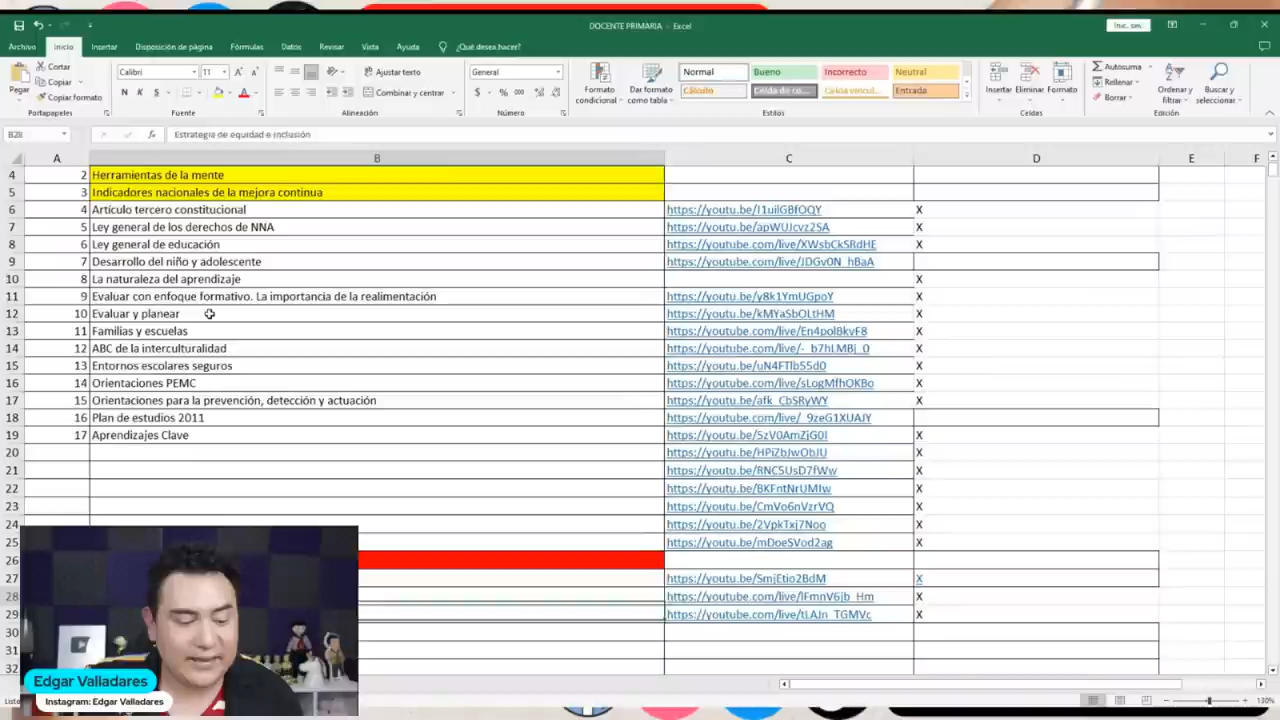 DOCENTE PRIMARIA - Excel
Inic. ses.
Archivo Inicio Insertar Disposición de página Fórmulas Datos Revisar Vista Ayuda ¿Qué desea hacer?
Pegar
Cortar
Copiar
Copiar formato
Portapapeles
Calibri 11
N K S
Fuente
Ajustar texto
Combinar y centrar
Alineación
General
$ % 000
Número
Formato condicional
Dar formato como tabla
Normal Bueno Incorrecto Neutral
Cálculo Celda de co... Celda vincul... Entrada
Estilos
Insertar Eliminar Formato
Celdas
Autosuma
Rellenar
Borrar
Ordenar y filtrar
Buscar y seleccionar
Edición
B28 fx Estrategia de equidad e inclusión
A B C D E F
4 2 Herramientas de la mente
5 3 Indicadores nacionales de la mejora continua
6 4 Artículo tercero constitucional https://youtu.be/J1uilGBfOQY X
7 5 Ley general de los derechos de NNA https://youtu.be/apWUJcvz2SA X
8 6 Ley general de educación https://youtube.com/live/XWsbCkSRdHE X
9 7 Desarrollo del niño y adolescente https://youtube.com/live/JDGv0N_hBaA
10 8 La naturaleza del aprendizaje X
11 9 Evaluar con enfoque formativo. La importancia de la realimentación https://youtu.be/y8k1YmUGpoY X
12 10 Evaluar y planear https://youtu.be/kMYaSbOLtHM X
13 11 Familias y escuelas https://youtu.be/En4polBkvF8 X
14 12 ABC de la interculturalidad https://youtube.com/live/-_b7hLMBj_0 X
15 13 Entornos escolares seguros https://youtu.be/uN4FTlb55d0 X
16 14 Orientaciones PEMC https://youtube.com/live/sLogMfhOKBo X
17 15 Orientaciones para la prevención, detección y actuación https://youtu.be/afk_CbSRyWY X
18 16 Plan de estudios 2011 https://youtube.com/live/_9zeG1XUAJY
19 17 Aprendizajes Clave https://youtu.be/5zV0AmZjG0I X
20 https://youtu.be/HPiZbJwObJU X
21 https://youtu.be/RNC5UsD7fWw X
22 https://youtu.be/BKFntNrUMIw X
23 https://youtu.be/CmVo6nVzrVQ X
24 https://youtu.be/2VpkTxj7Noo X
25 https://youtu.be/mDoeSVod2ag X
26
27 https://youtu.be/SmjEtio2BdM X
28 https://youtube.com/live/lFmnV6jb_Hm X
29 https://youtube.com/live/tLAJn_TGMVc X
30
31
32
Edgar Valladares
Instagram: Edgar Valladares
130%